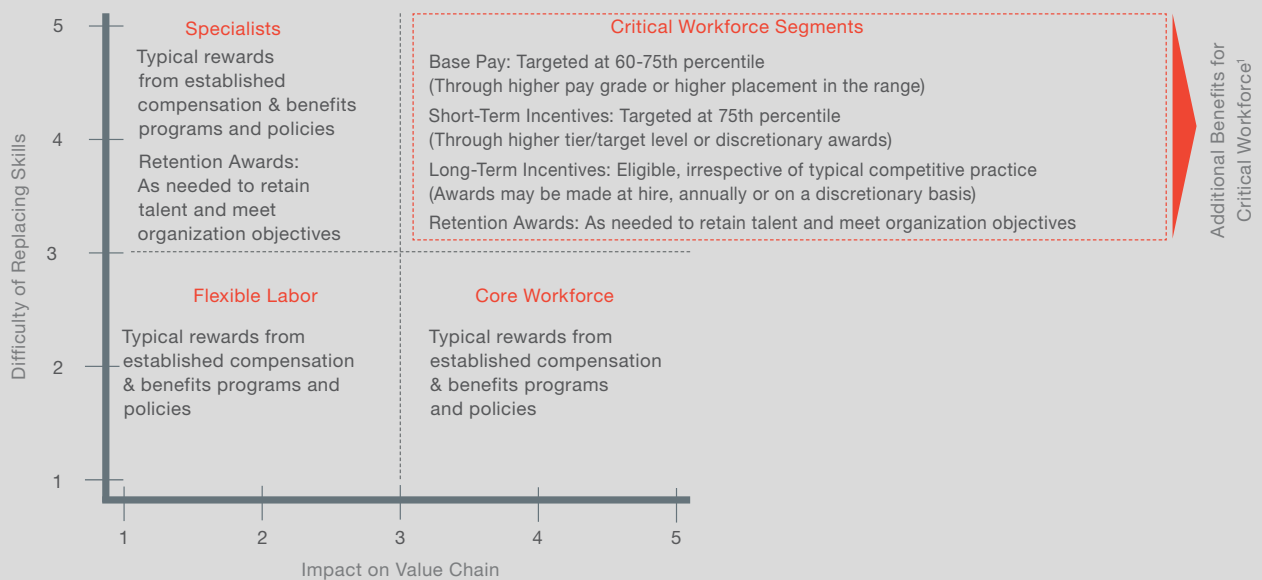 Difficulty of Replacing Skills
5
4
3
2
1
Specialists
Typical rewards
from established
compensation & benefits
programs and policies
Retention Awards:
As needed to retain
talent and meet
organization objectives
Critical Workforce Segments
Base Pay: Targeted at 60-75th percentile
(Through higher pay grade or higher placement in the range)
Short-Term Incentives: Targeted at 75th percentile
(Through higher tier/target level or discretionary awards)
Long-Term Incentives: Eligible, irrespective of typical competitive practice
(Awards may be made at hire, annually or on a discretionary basis)
Retention Awards: As needed to retain talent and meet organization objectives
Additional Benefits for
Critical Workforce¹
Flexible Labor
Typical rewards from
established compensation
& benefits programs and
policies
Core Workforce
Typical rewards from
established compensation
& benefits programs
and policies
1 2 3 4 5
Impact on Value Chain